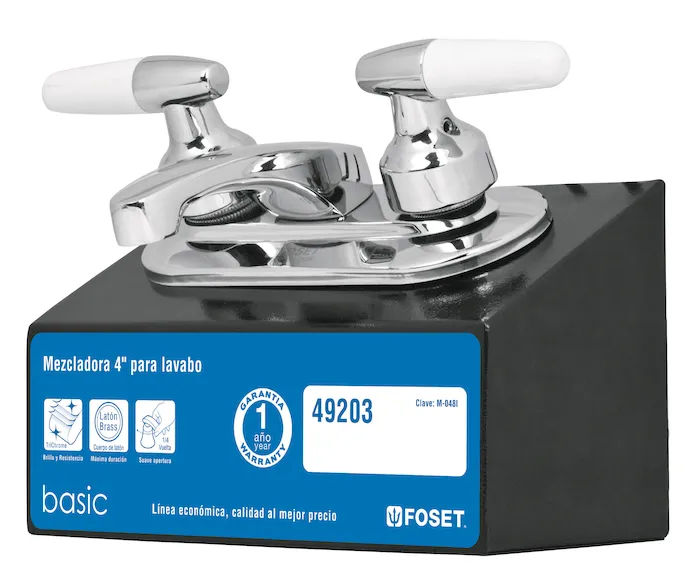 Mezcladora 4" para lavabo
TriChrome
Brillo y Resistencia
Latón
Brass
Cuerpo de latón
Máxima duración
1/4
Vuelta
Suave apertura
GARANTIA
1
año
year
WARRANTY
49203
Clave: M-048I
basic
Línea económica, calidad al mejor precio
FOSET